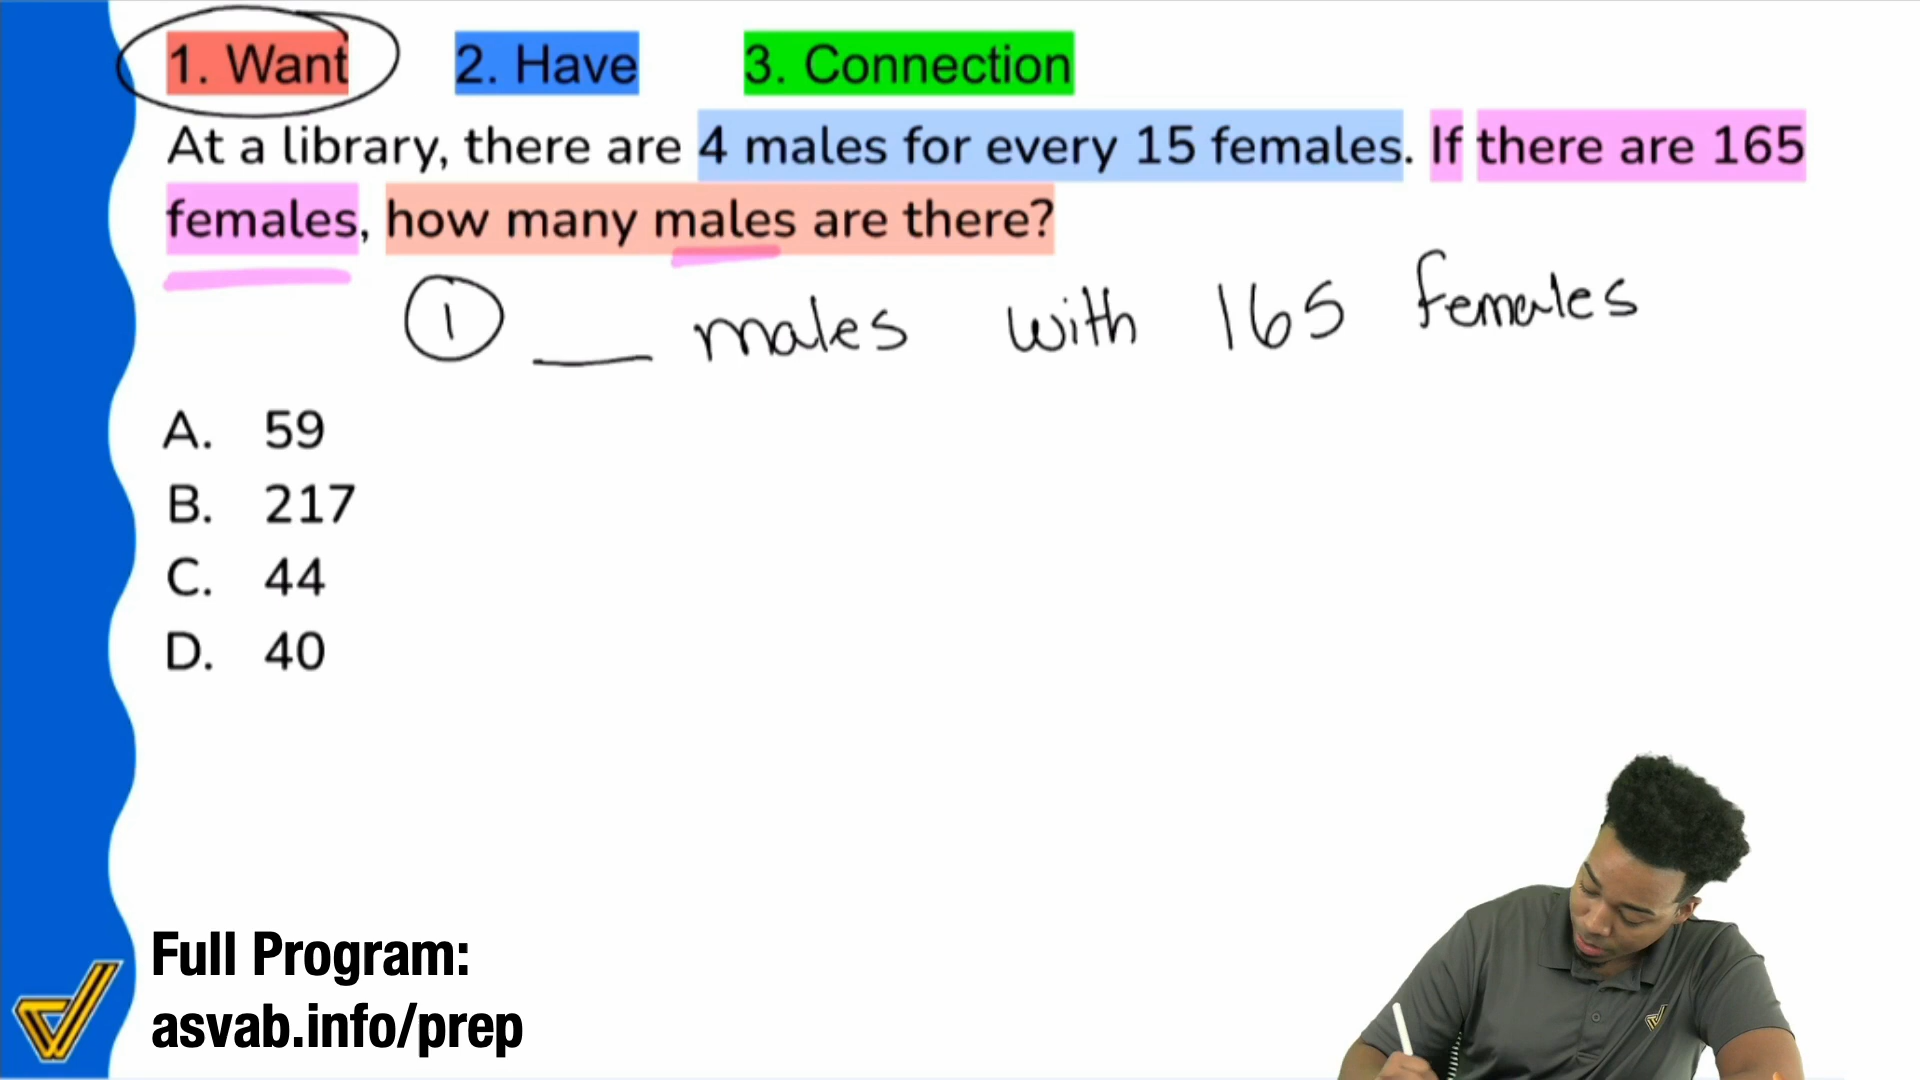 1. Want 2. Have 3. Connection
At a library, there are 4 males for every 15 females. If there are 165
females, how many males are there?
1 __ males with 165 females
A. 59
B. 217
C. 44
D. 40
Full Program:
asvab.info/prep